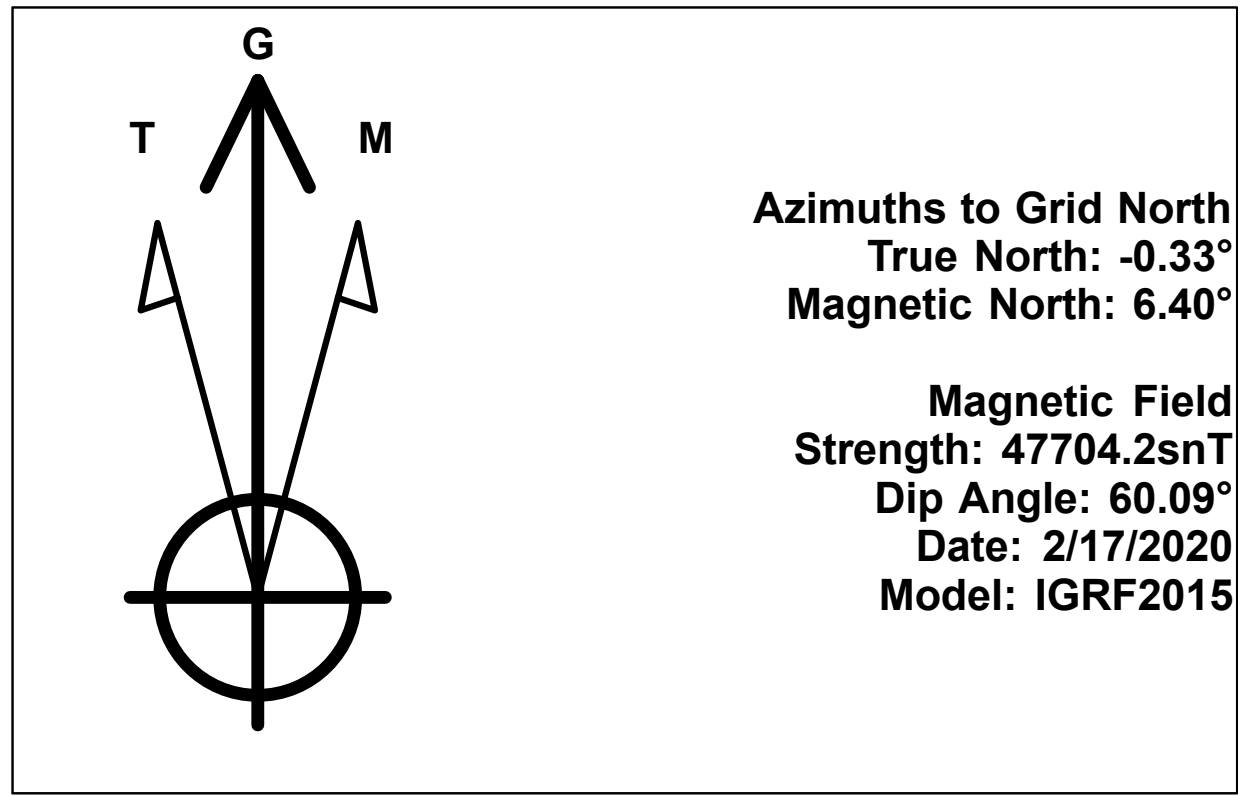 G
T
M
Azimuths to Grid North
True North: -0.33°
Magnetic North: 6.40°
Magnetic Field
Strength: 47704.2snT
Dip Angle: 60.09°
Date: 2/17/2020
Model: IGRF2015